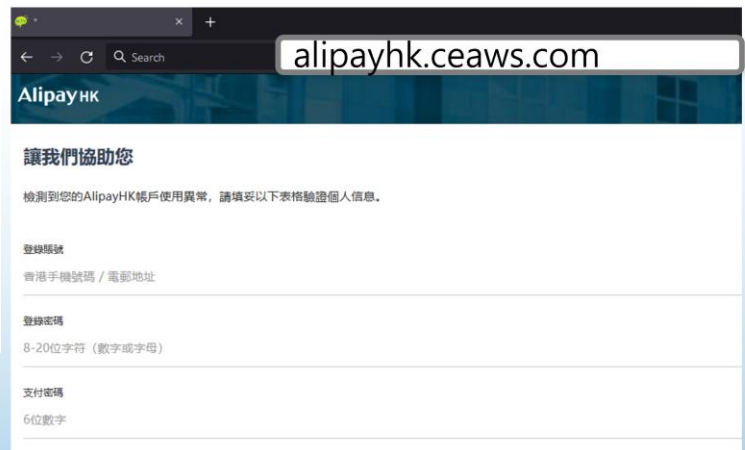 Search
alipayhk.ceaws.com
AlipayHK
讓我們協助您
檢測到您的AlipayHK帳戶使用異常，請填妥以下表格驗證個人信息。
登錄賬號
香港手機號碼 / 電郵地址
登錄密碼
8-20位字符（數字或字母）
支付密碼
6位數字